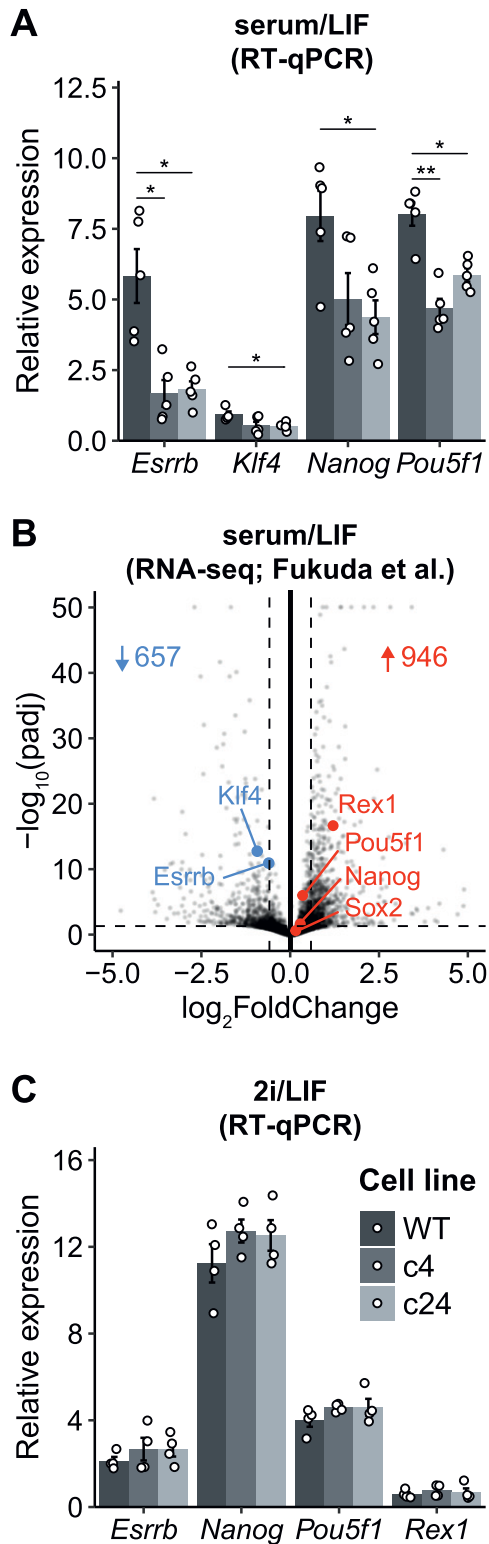 A
serum/LIF
(RT-qPCR)
Relative expression
12.5
10.0
7.5
5.0
2.5
0.0
* * * * ** *
Esrrb Klf4 Nanog Pou5f1
B
serum/LIF
(RNA-seq; Fukuda et al.)
−log10(padj)
50
40
30
20
10
0
↓ 657
↑ 946
Klf4
Esrrb
Rex1
Pou5f1
Nanog
Sox2
−5.0 −2.5 0.0 2.5 5.0
log2FoldChange
C
2i/LIF
(RT-qPCR)
Relative expression
16
12
8
4
0
Cell line
WT
c4
c24
Esrrb Nanog Pou5f1 Rex1